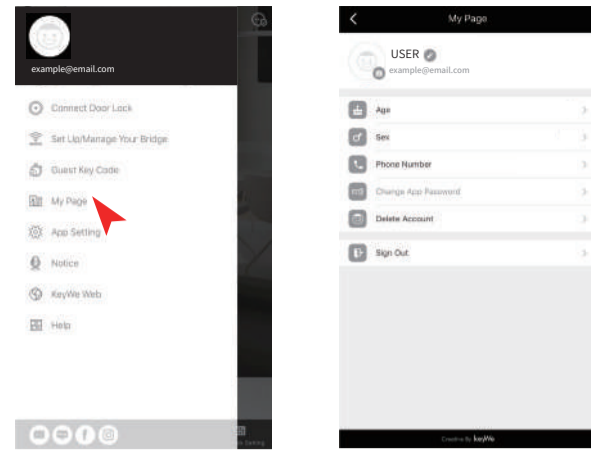 example@email.com
Connect Door Lock
Set Up/Manage Your Bridge
Guest Key Code
My Page
App Setting
Notice
KeyWe Web
Help
My Page
USER
example@email.com
Age
Sex
Phone Number
Change App Password
Delete Account
Sign Out
keyWe